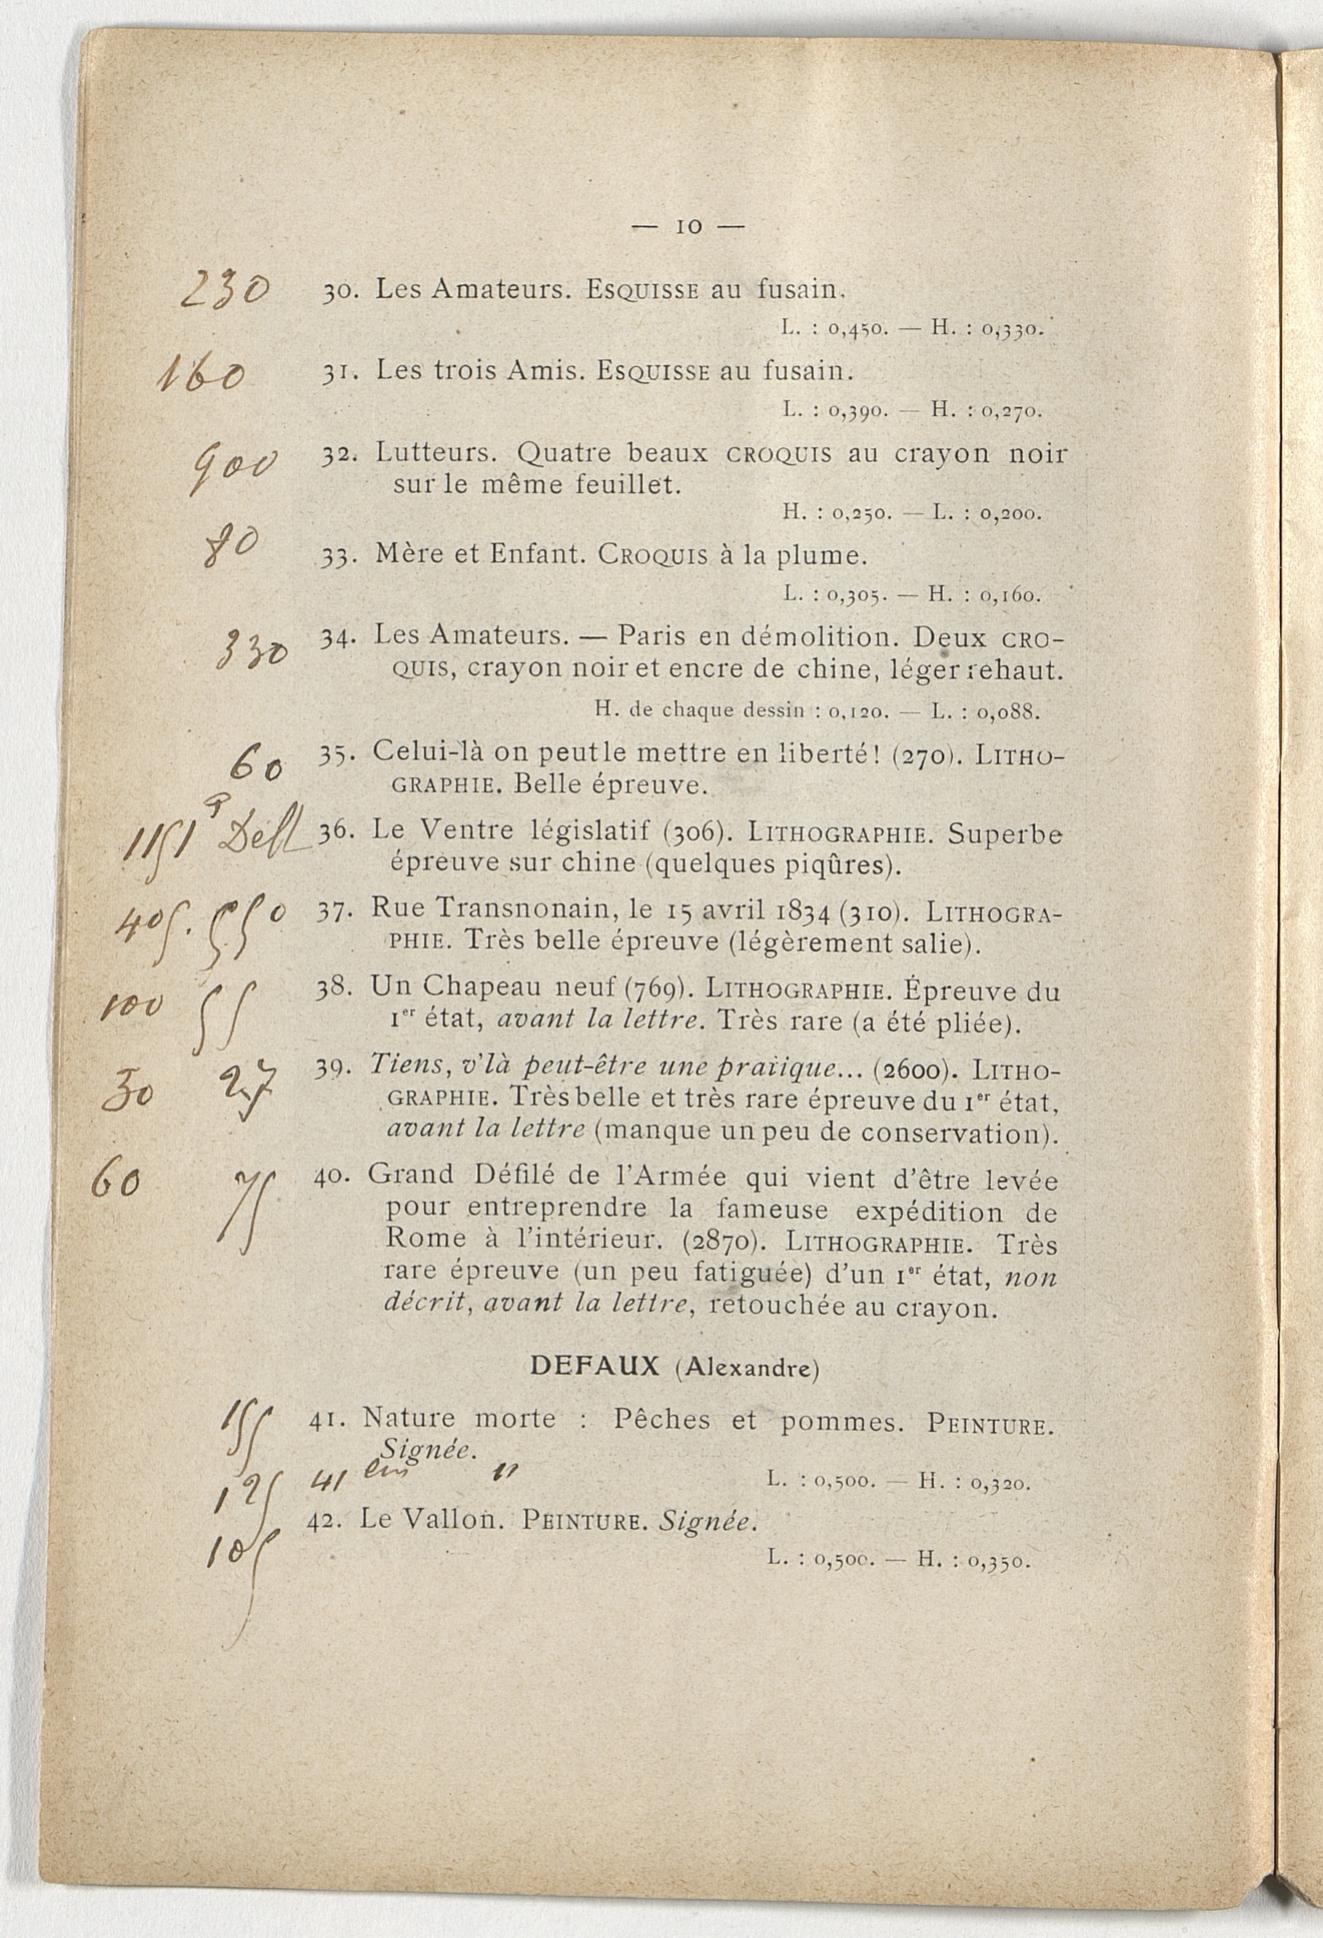 — 10 —
230 30. Les Amateurs. ESQUISSE au fusain.
L. : 0,450. — H. : 0,330.
160 31. Les trois Amis. ESQUISSE au fusain.
L. : 0,390. — H. : 0,270.
900 32. Lutteurs. Quatre beaux CROQUIS au crayon noir
sur le même feuillet.
H. : 0,250. — L. : 0,200.
80 33. Mère et Enfant. CROQUIS à la plume.
L. : 0,305. — H. : 0,160.
330 34. Les Amateurs. — Paris en démolition. Deux CRO-
QUIS, crayon noir et encre de chine, léger rehaut.
H. de chaque dessin : 0,120. — L. : 0,088.
60 35. Celui-là on peut le mettre en liberté! (270). LITHO-
GRAPHIE. Belle épreuve.
1151 36. Le Ventre législatif (306). LITHOGRAPHIE. Superbe
épreuve sur chine (quelques piqûres).
405. 550 37. Rue Transnonain, le 15 avril 1834 (310). LITHOGRA-
PHIE. Très belle épreuve (légèrement salie).
100 55 38. Un Chapeau neuf (769). LITHOGRAPHIE. Épreuve du
1er état, avant la lettre. Très rare (a été pliée).
30 27 39. Tiens, v'là peut-être une pratique... (2600). LITHO-
GRAPHIE. Très belle et très rare épreuve du 1er état,
avant la lettre (manque un peu de conservation).
60 75 40. Grand Défilé de l'Armée qui vient d'être levée
pour entreprendre la fameuse expédition de
Rome à l'intérieur. (2870). LITHOGRAPHIE. Très
rare épreuve (un peu fatiguée) d'un 1er état, non
décrit, avant la lettre, retouchée au crayon.
DEFAUX (Alexandre)
155 41. Nature morte : Pêches et pommes. PEINTURE.
Signée.
125 41 L. : 0,500. — H. : 0,320.
105 42. Le Vallon. PEINTURE. Signée.
L. : 0,500. — H. : 0,350.